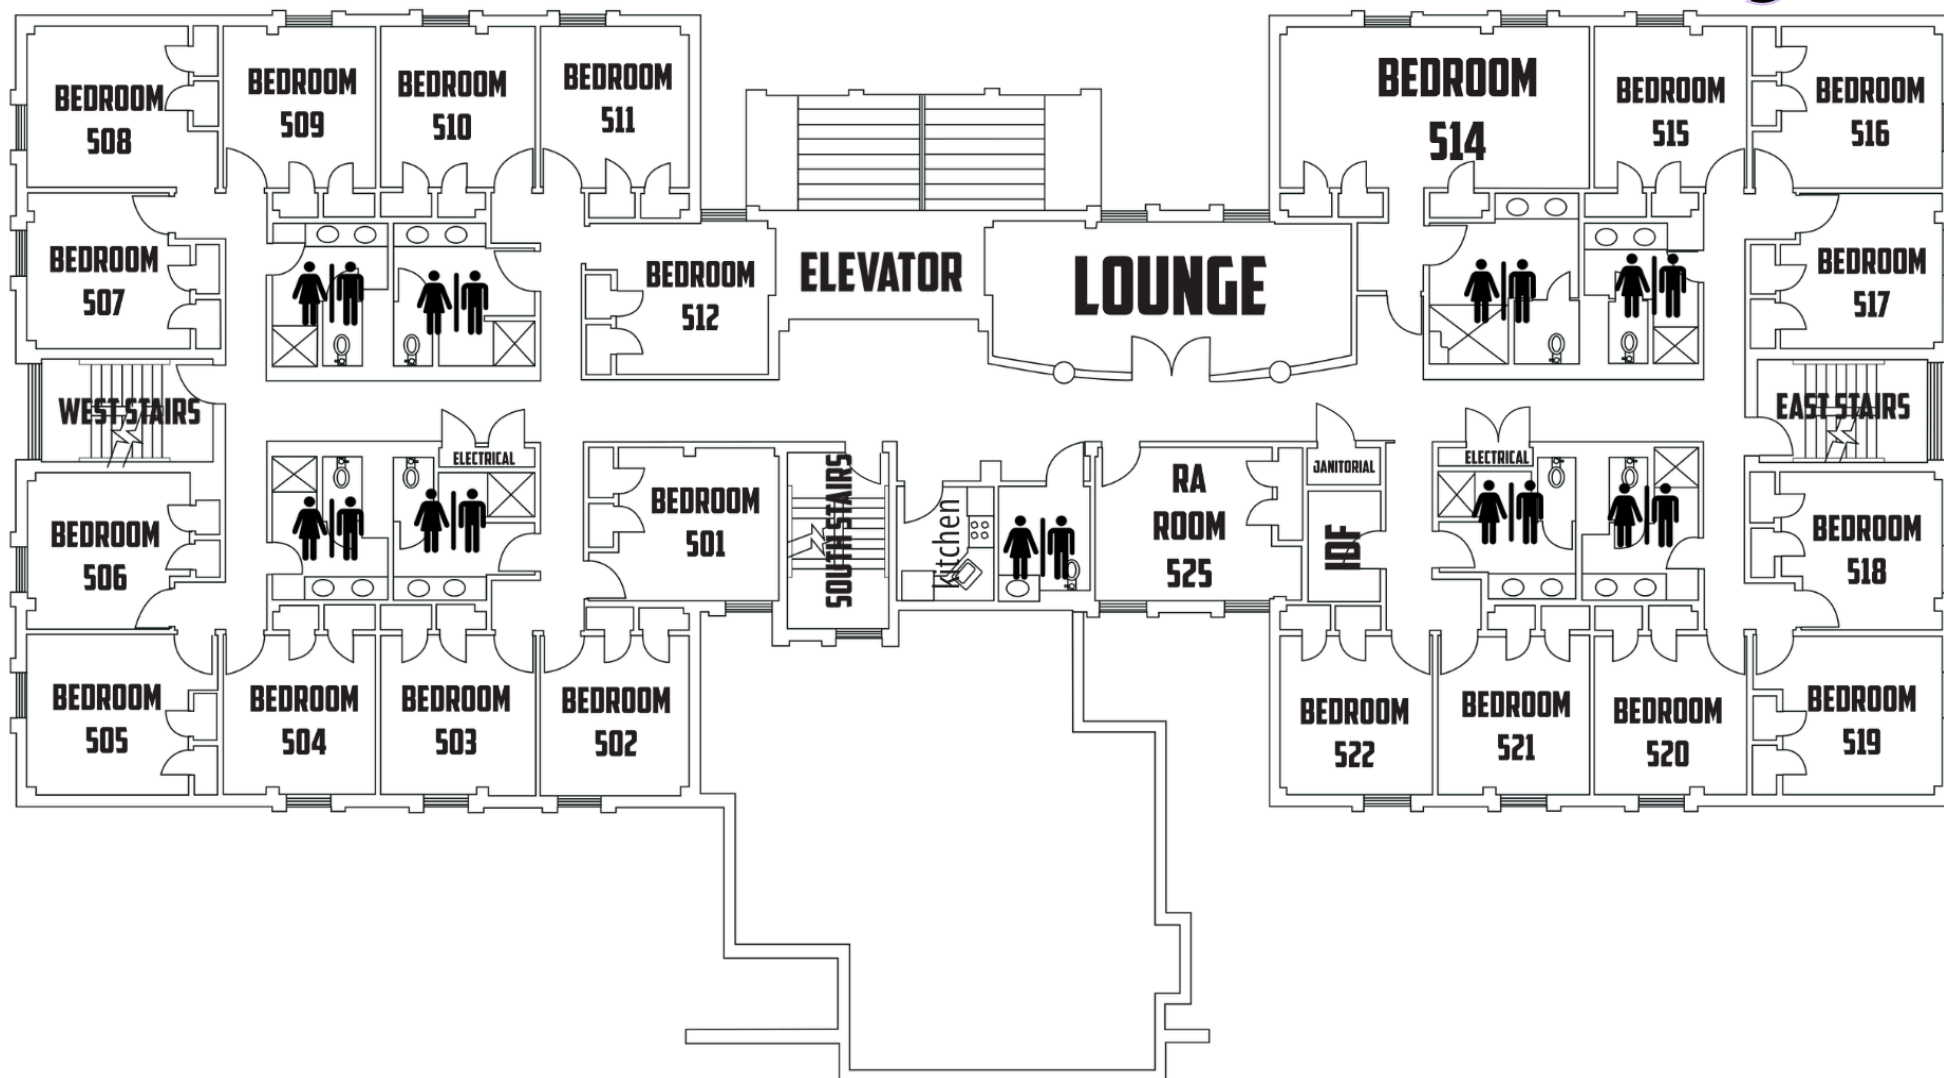 BEDROOM
508
BEDROOM
509
BEDROOM
510
BEDROOM
511
BEDROOM
514
BEDROOM
515
BEDROOM
516
BEDROOM
507
BEDROOM
512
ELEVATOR
LOUNGE
BEDROOM
517
WEST STAIRS
EAST STAIRS
ELECTRICAL
ELECTRICAL
JANITORIAL
BEDROOM
506
BEDROOM
501
SOUTH STAIRS
Kitchen
RA
ROOM
525
IDF
BEDROOM
518
BEDROOM
505
BEDROOM
504
BEDROOM
503
BEDROOM
502
BEDROOM
522
BEDROOM
521
BEDROOM
520
BEDROOM
519